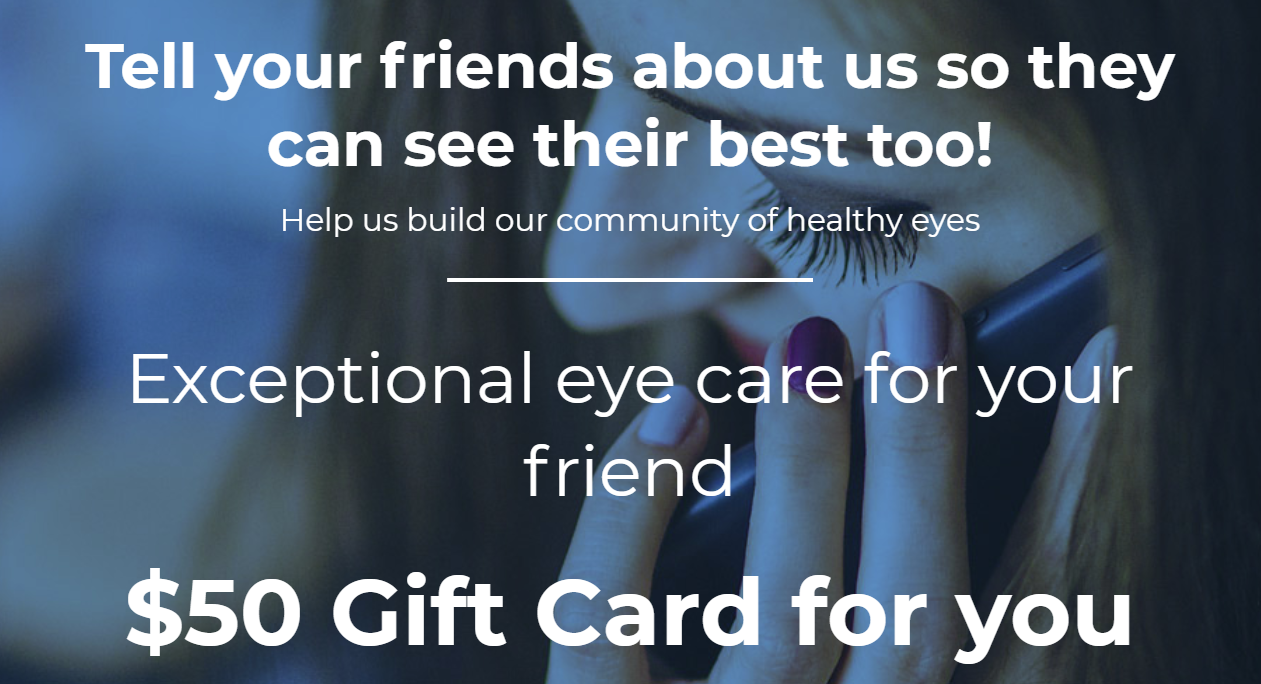 Tell your friends about us so they
can see their best too!
Help us build our community of healthy eyes
Exceptional eye care for your
friend
$50 Gift Card for you